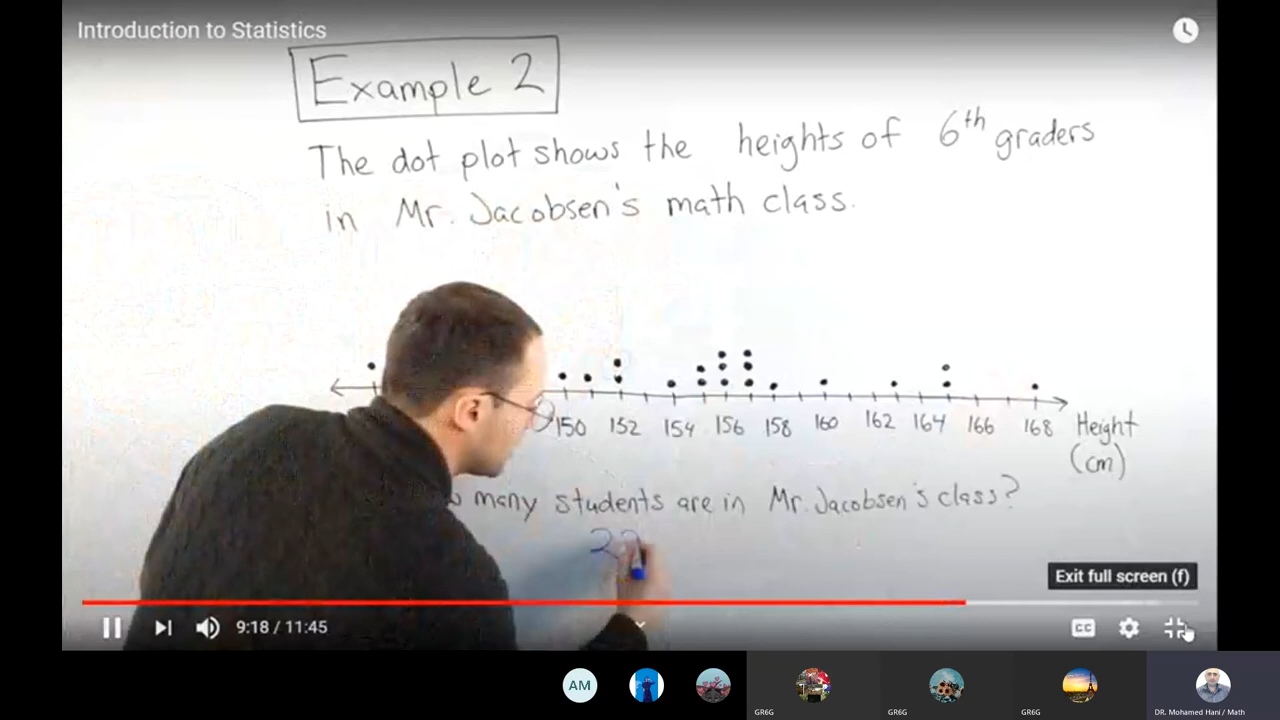 Introduction to Statistics
Example 2
The dot plot shows the heights of 6th graders
in Mr. Jacobsen's math class.
150 152 154 156 158 160 162 164 166 168 Height
(cm)
many students are in Mr. Jacobsen's class?
Exit full screen (f)
9:18 / 11:45
CC
AM
GR6G
GR6G
GR6G
DR. Mohamed Hani / Math